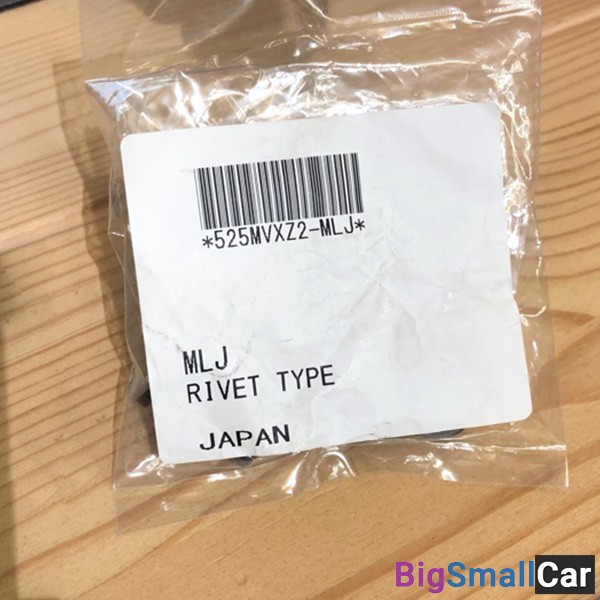 *525MVXZ2-MLJ*
MLJ
RIVET TYPE
JAPAN
BigSmallCar